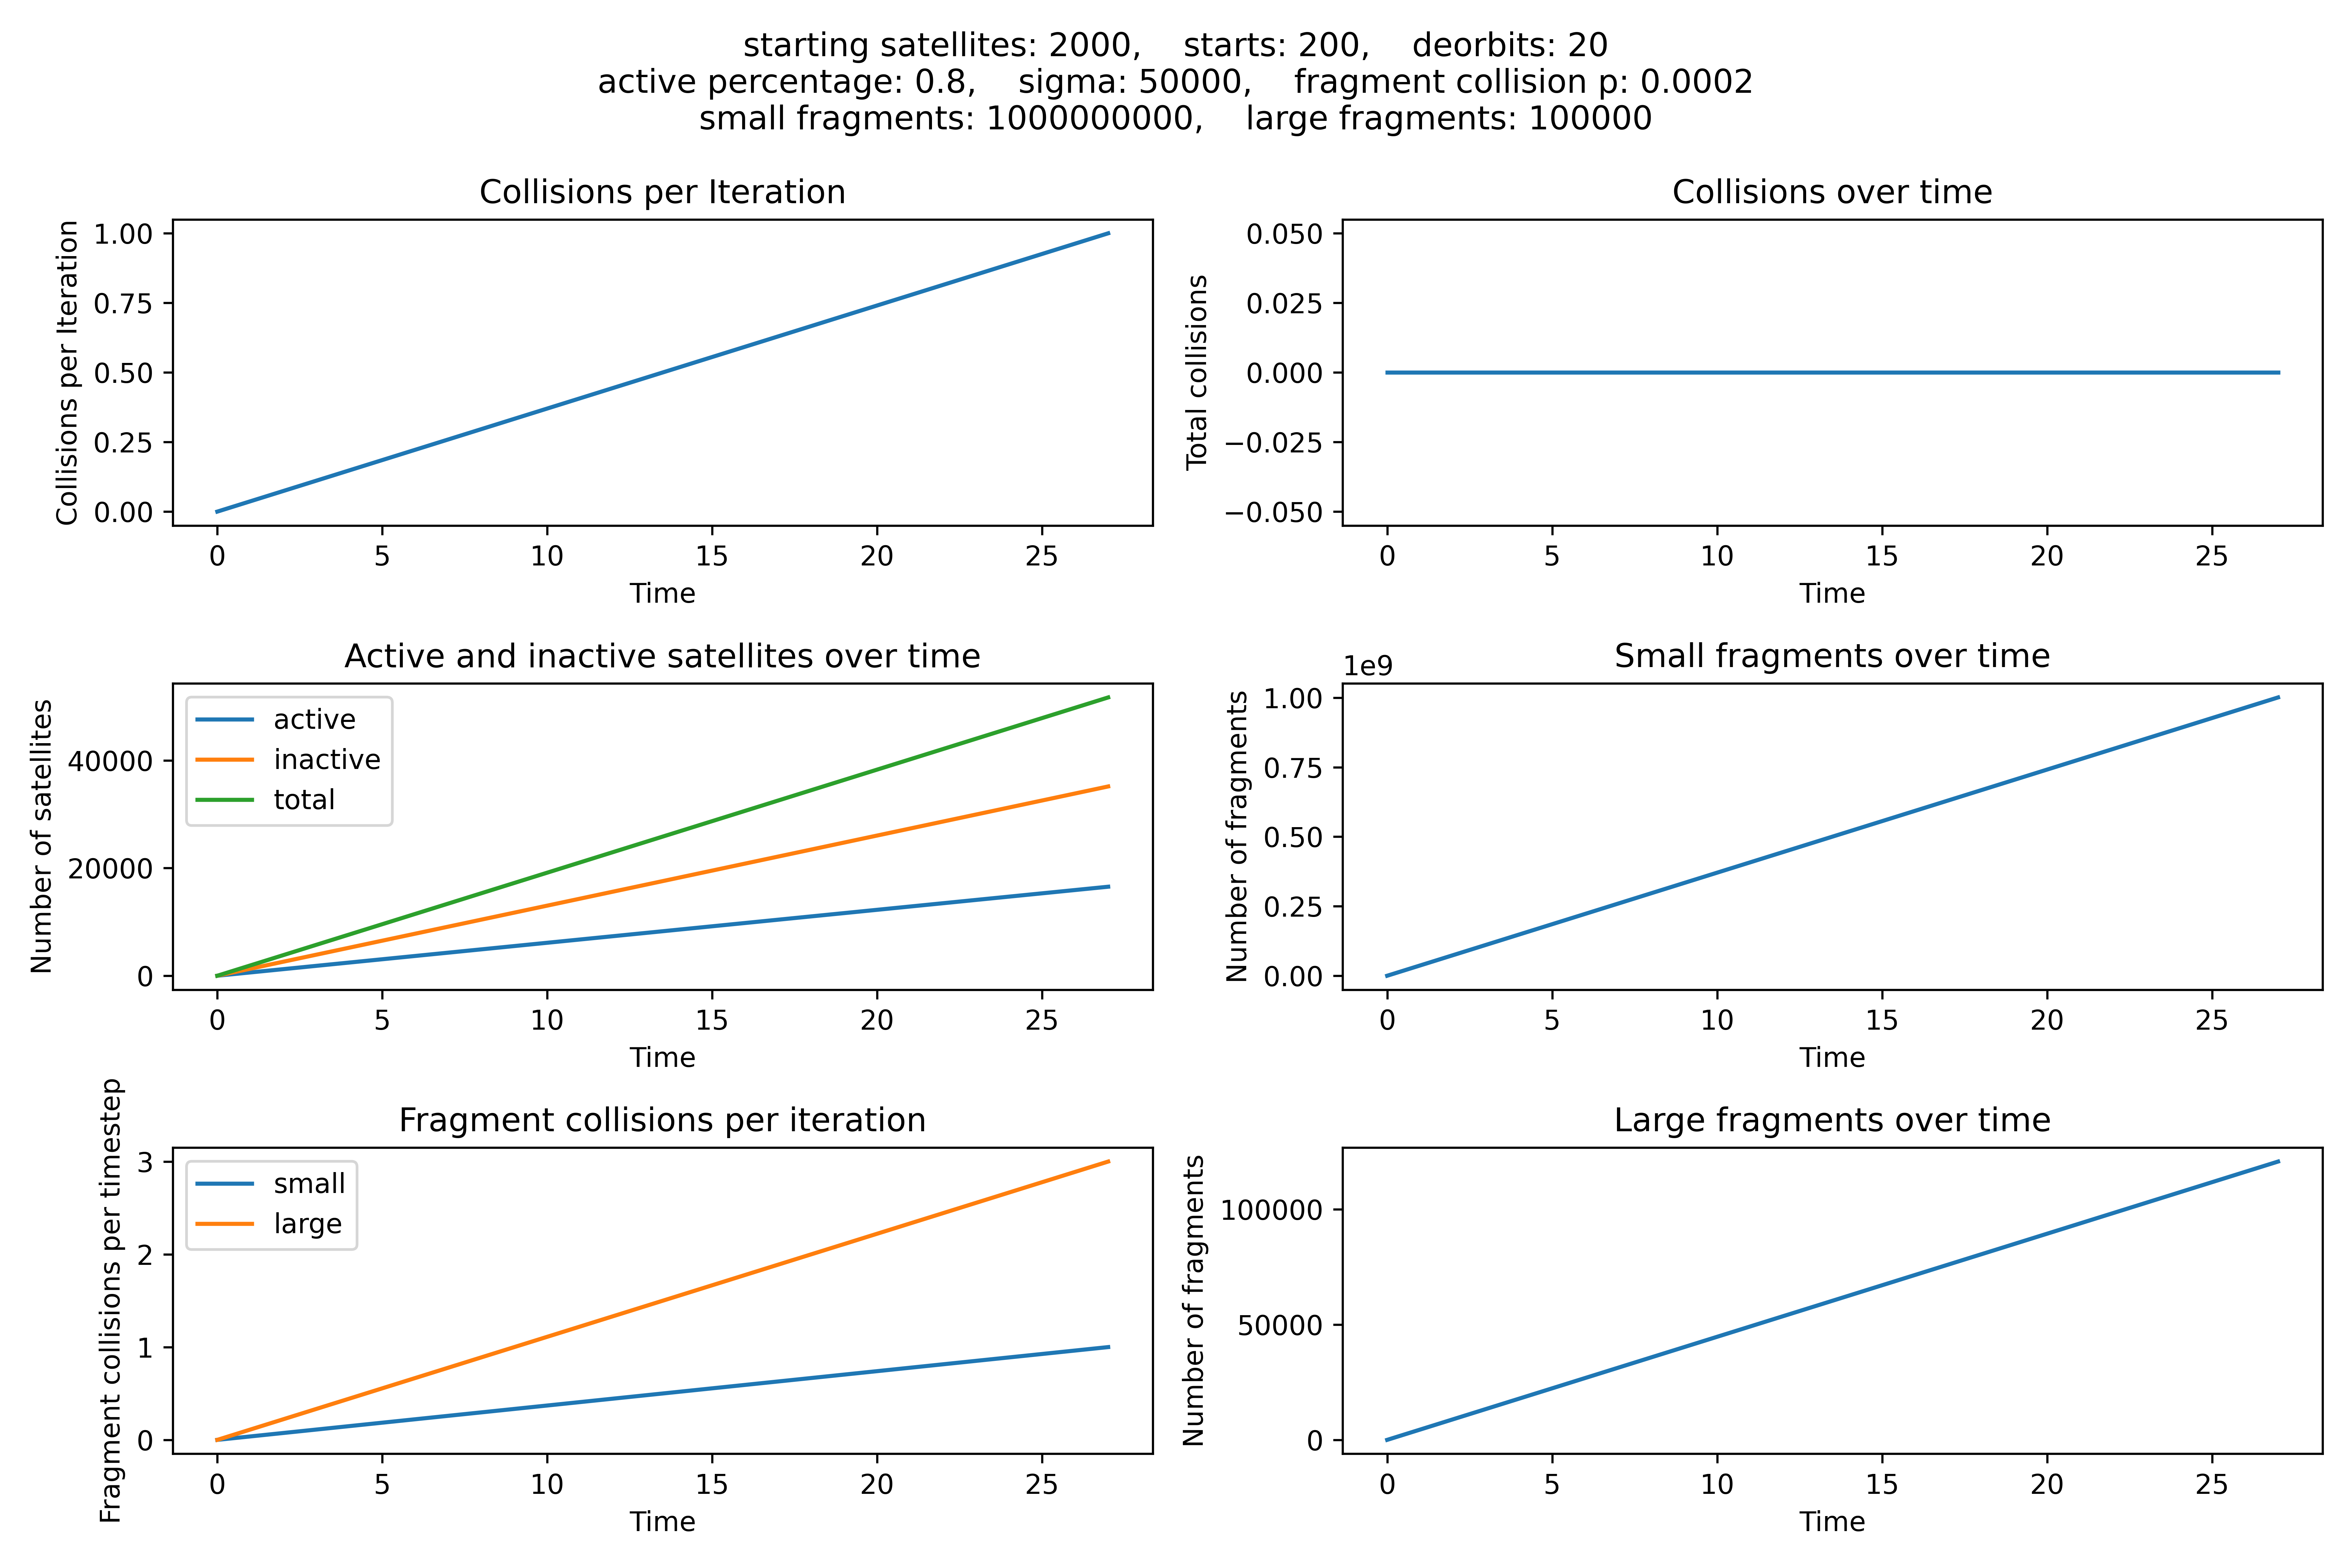 starting satellites: 2000,    starts: 200,    deorbits: 20
active percentage: 0.8,    sigma: 50000,    fragment collision p: 0.0002
small fragments: 1000000000,    large fragments: 100000
Collisions per Iteration
Collisions per Iteration
1.00
0.75
0.50
0.25
0.00
0 5 10 15 20 25
Time
Collisions over time
Total collisions
0.050
0.025
0.000
−0.025
−0.050
0 5 10 15 20 25
Time
Active and inactive satellites over time
Number of satellites
40000
20000
0
active
inactive
total
0 5 10 15 20 25
Time
Small fragments over time
1e9
Number of fragments
1.00
0.75
0.50
0.25
0.00
0 5 10 15 20 25
Time
Fragment collisions per iteration
Fragment collisions per timestep
3
2
1
0
small
large
0 5 10 15 20 25
Time
Large fragments over time
Number of fragments
100000
50000
0
0 5 10 15 20 25
Time